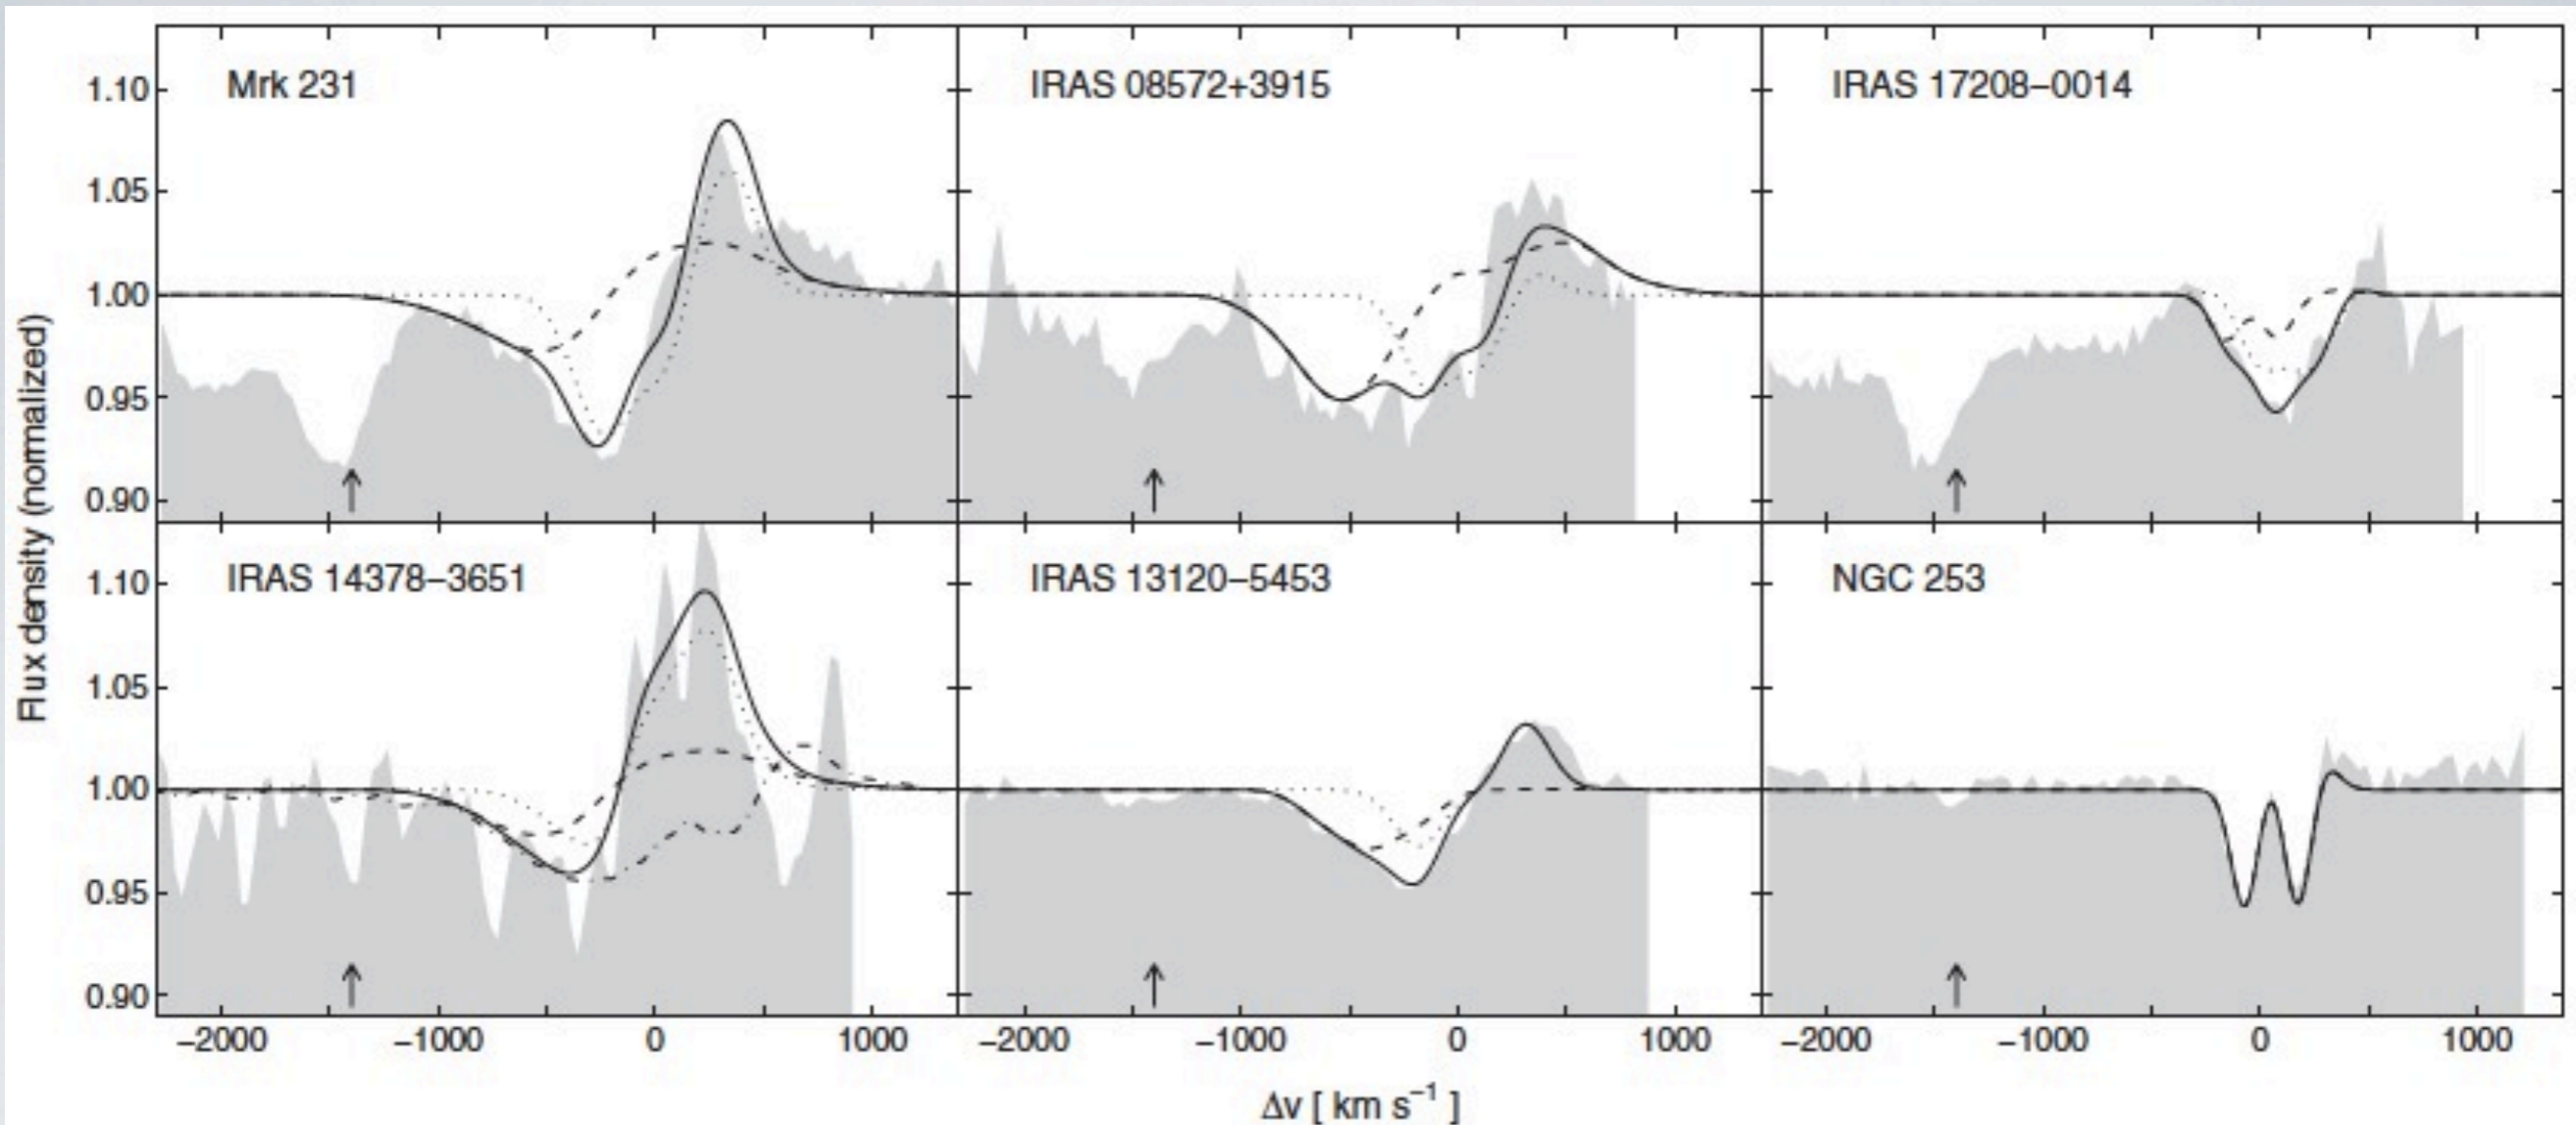 Mrk 231
IRAS 08572+3915
IRAS 17208−0014
1.10
1.05
1.00
0.95
0.90
IRAS 14378−3651
IRAS 13120−5453
NGC 253
1.10
1.05
1.00
0.95
0.90
Flux density (normalized)
−2000 −1000 0 1000 −2000 −1000 0 1000 −2000 −1000 0 1000
Δv [ km s⁻¹ ]